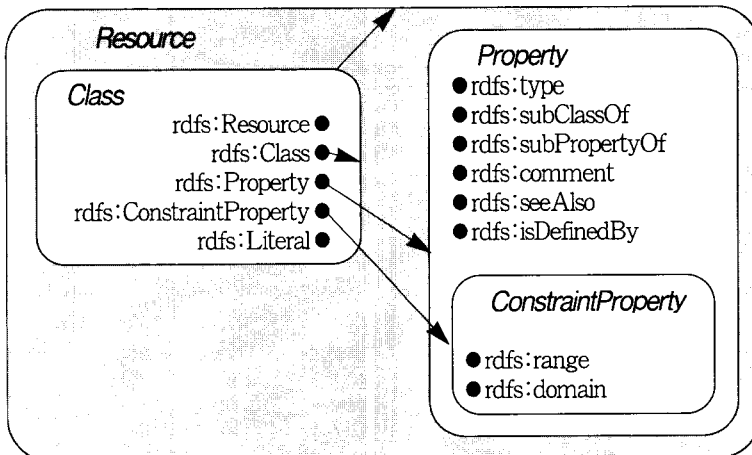 Resource
Class
rdfs:Resource
rdfs:Class
rdfs:Property
rdfs:ConstraintProperty
rdfs:Literal
Property
rdfs:type
rdfs:subClassOf
rdfs:subPropertyOf
rdfs:comment
rdfs:seeAlso
rdfs:isDefinedBy
ConstraintProperty
rdfs:range
rdfs:domain